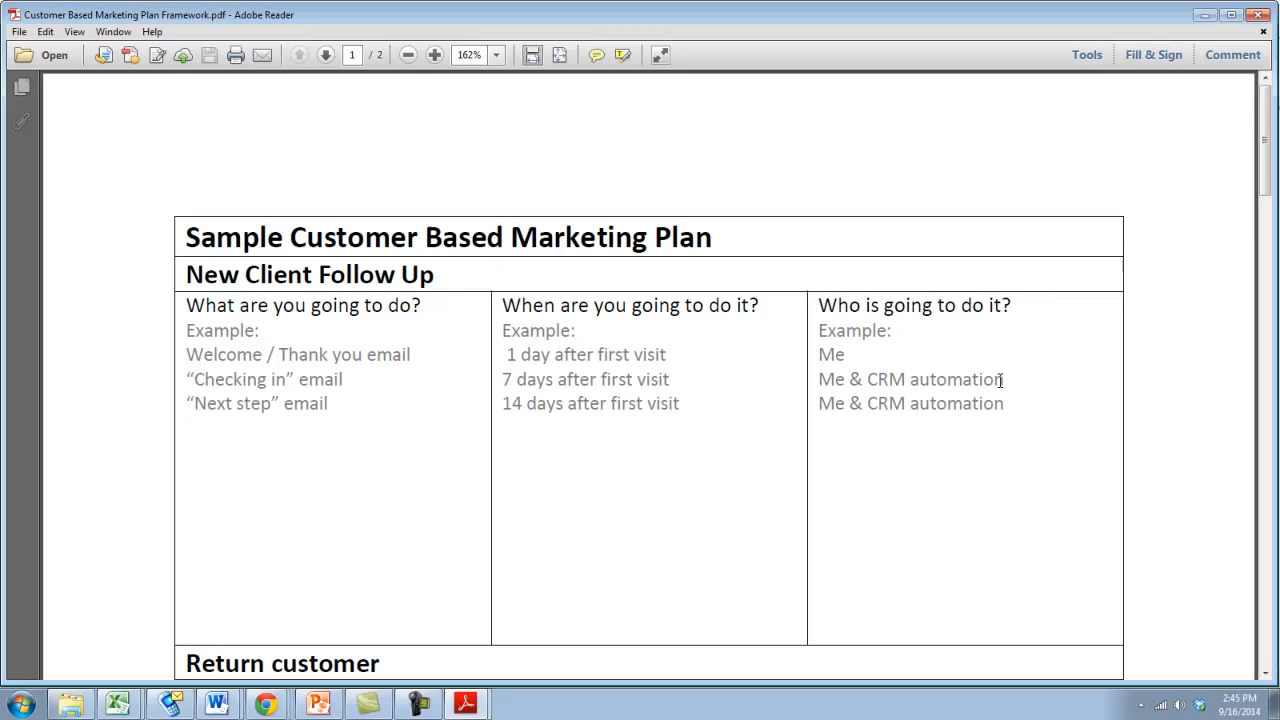 Customer Based Marketing Plan Framework.pdf - Adobe Reader
File Edit View Window Help
Open 1 / 2 162% Tools Fill & Sign Comment
Sample Customer Based Marketing Plan
New Client Follow Up
What are you going to do? When are you going to do it? Who is going to do it?
Example: Example: Example:
Welcome / Thank you email 1 day after first visit Me
“Checking in” email 7 days after first visit Me & CRM automation
“Next step” email 14 days after first visit Me & CRM automation
Return customer
2:45 PM
9/16/2014